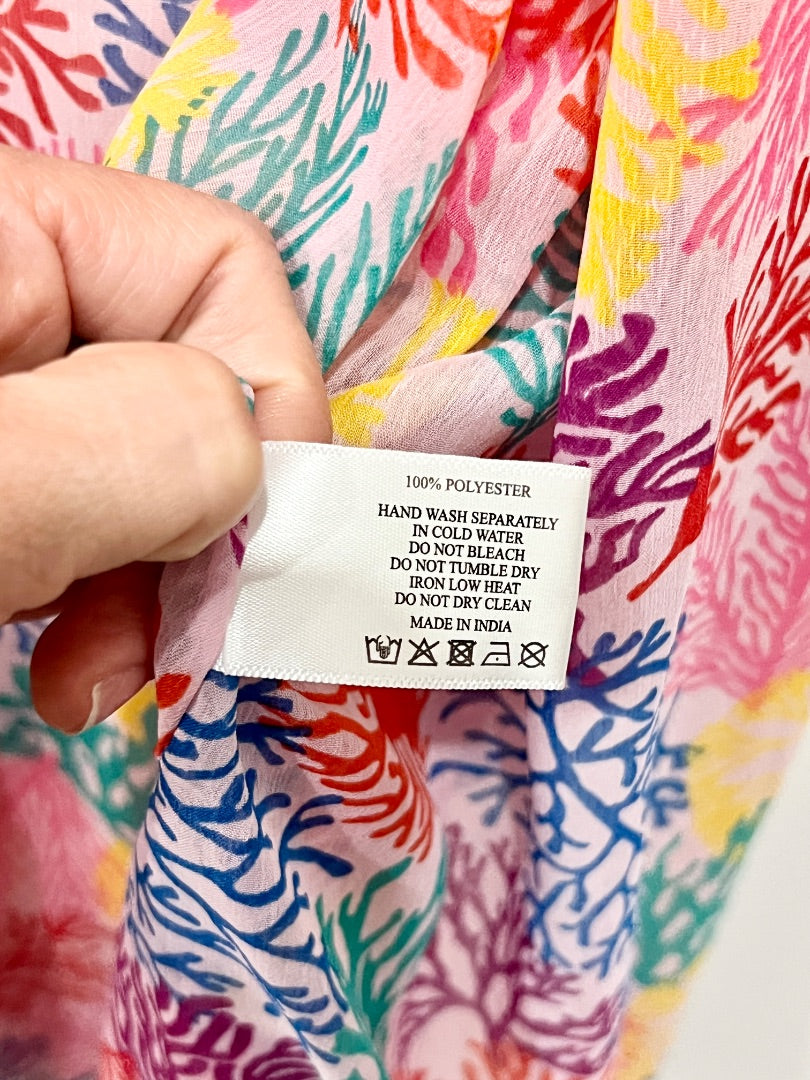 100% POLYESTER
HAND WASH SEPARATELY
IN COLD WATER
DO NOT BLEACH
DO NOT TUMBLE DRY
IRON LOW HEAT
DO NOT DRY CLEAN
MADE IN INDIA